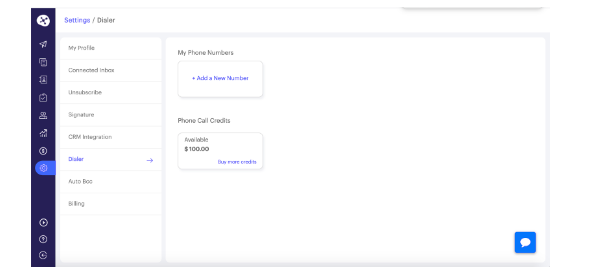 Settings / Dialer
My Profile
Connected Inbox
Unsubscribe
Signature
CRM Integration
Dialer
Auto Bcc
Billing
My Phone Numbers
+ Add a New Number
Phone Call Credits
Available
$100.00
Buy more credits